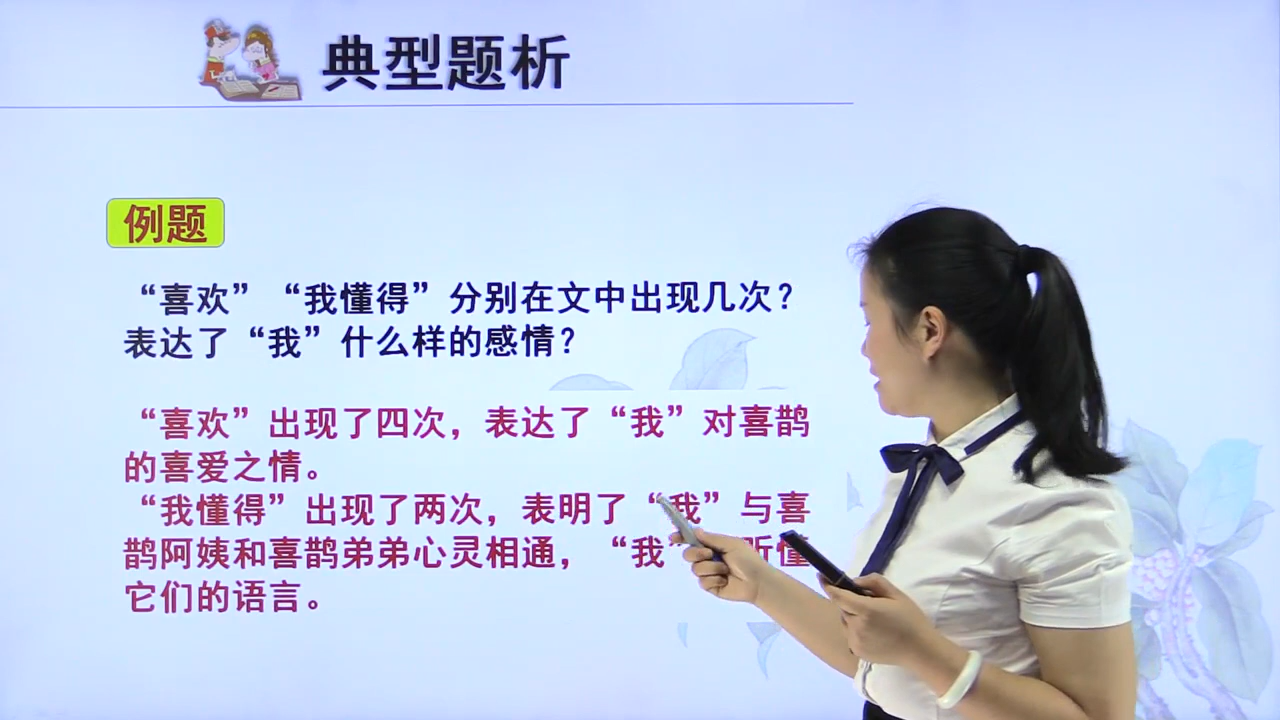 典型题析
例题
“喜欢”“我懂得”分别在文中出现几次？
表达了“我”什么样的感情？
“喜欢”出现了四次，表达了“我”对喜鹊
的喜爱之情。
“我懂得”出现了两次，表明了“我”与喜
鹊阿姨和喜鹊弟弟心灵相通，“我”听懂
它们的语言。